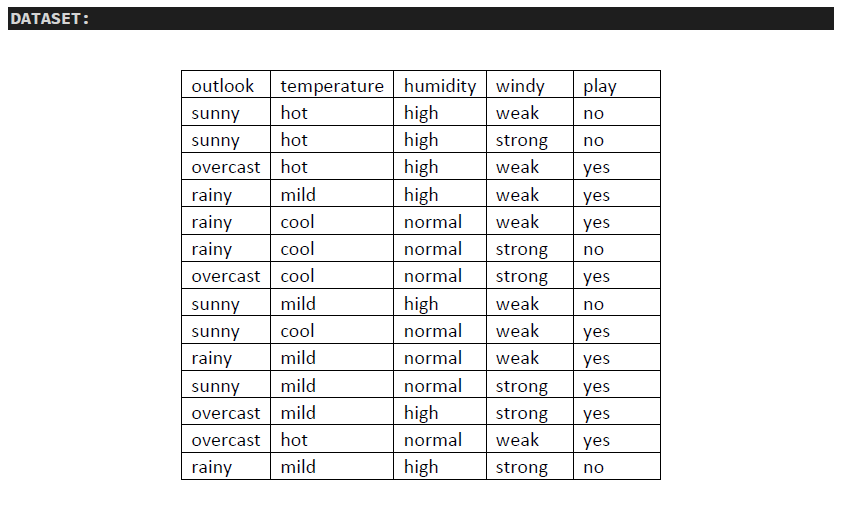 DATASET:
outlook temperature humidity windy play
sunny hot high weak no
sunny hot high strong no
overcast hot high weak yes
rainy mild high weak yes
rainy cool normal weak yes
rainy cool normal strong no
overcast cool normal strong yes
sunny mild high weak no
sunny cool normal weak yes
rainy mild normal weak yes
sunny mild normal strong yes
overcast mild high strong yes
overcast hot normal weak yes
rainy mild high strong no